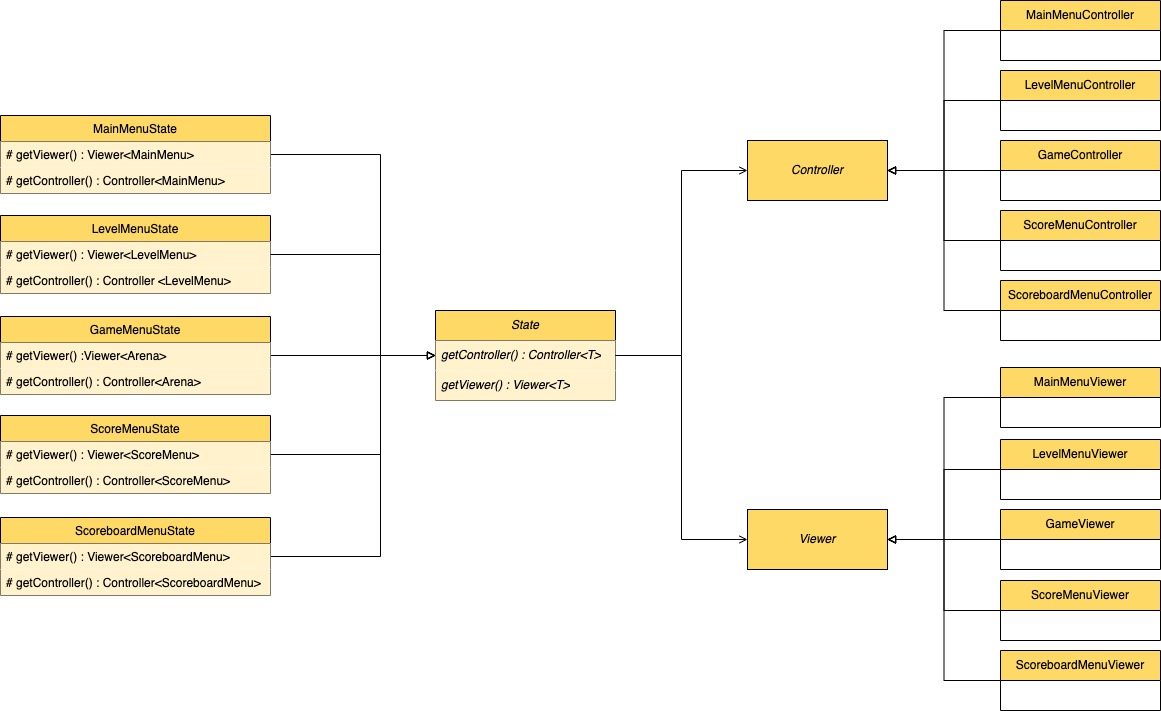 MainMenuState
# getViewer() : Viewer<MainMenu>
# getController() : Controller<MainMenu>
LevelMenuState
# getViewer() : Viewer<LevelMenu>
# getController() : Controller <LevelMenu>
GameMenuState
# getViewer() :Viewer<Arena>
# getController() : Controller<Arena>
ScoreMenuState
# getViewer() : Viewer<ScoreMenu>
# getController() : Controller<ScoreMenu>
ScoreboardMenuState
# getViewer() : Viewer<ScoreboardMenu>
# getController() : Controller<ScoreboardMenu>
State
getController() : Controller<T>
getViewer() : Viewer<T>
Controller
Viewer
MainMenuController
LevelMenuController
GameController
ScoreMenuController
ScoreboardMenuController
MainMenuViewer
LevelMenuViewer
GameViewer
ScoreMenuViewer
ScoreboardMenuViewer